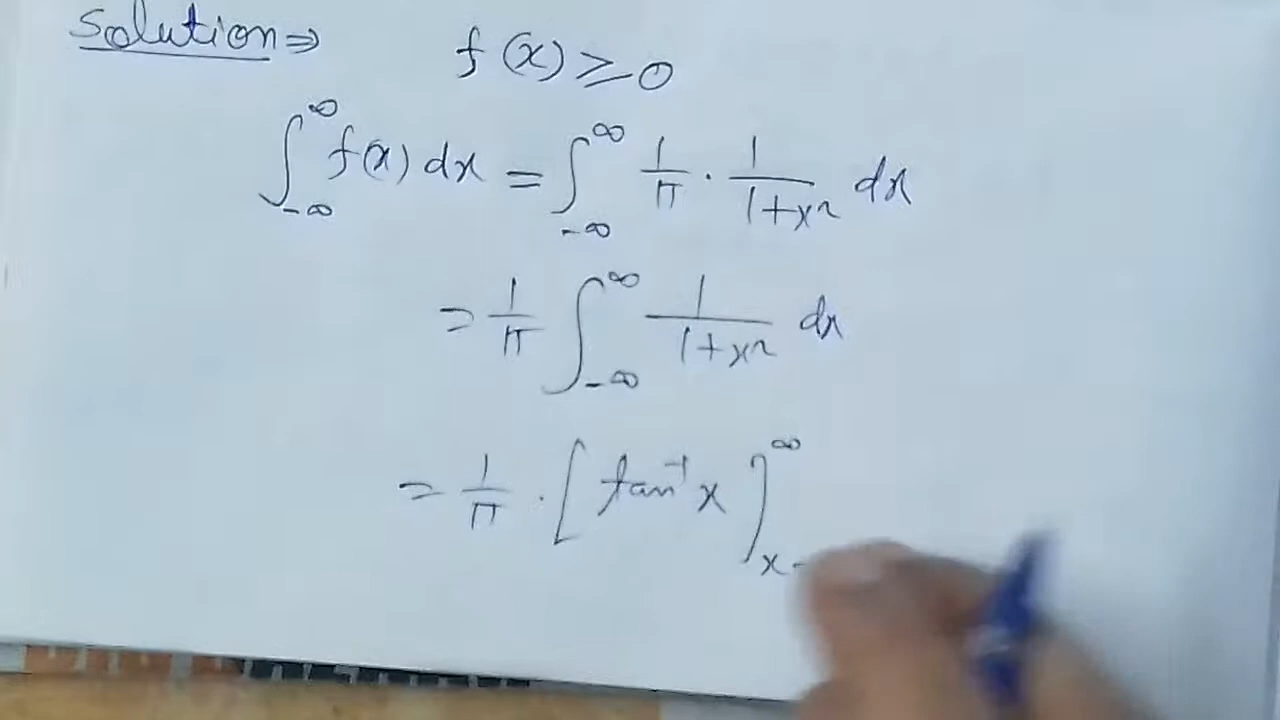 Solution ⇒ f(x) ≥ 0
∫_{-∞}^{∞} f(x) dx = ∫_{-∞}^{∞} 1/π · 1/(1+x²) dx
= 1/π ∫_{-∞}^{∞} 1/(1+x²) dx
= 1/π · [tan⁻¹ x]_{x-}^{∞}